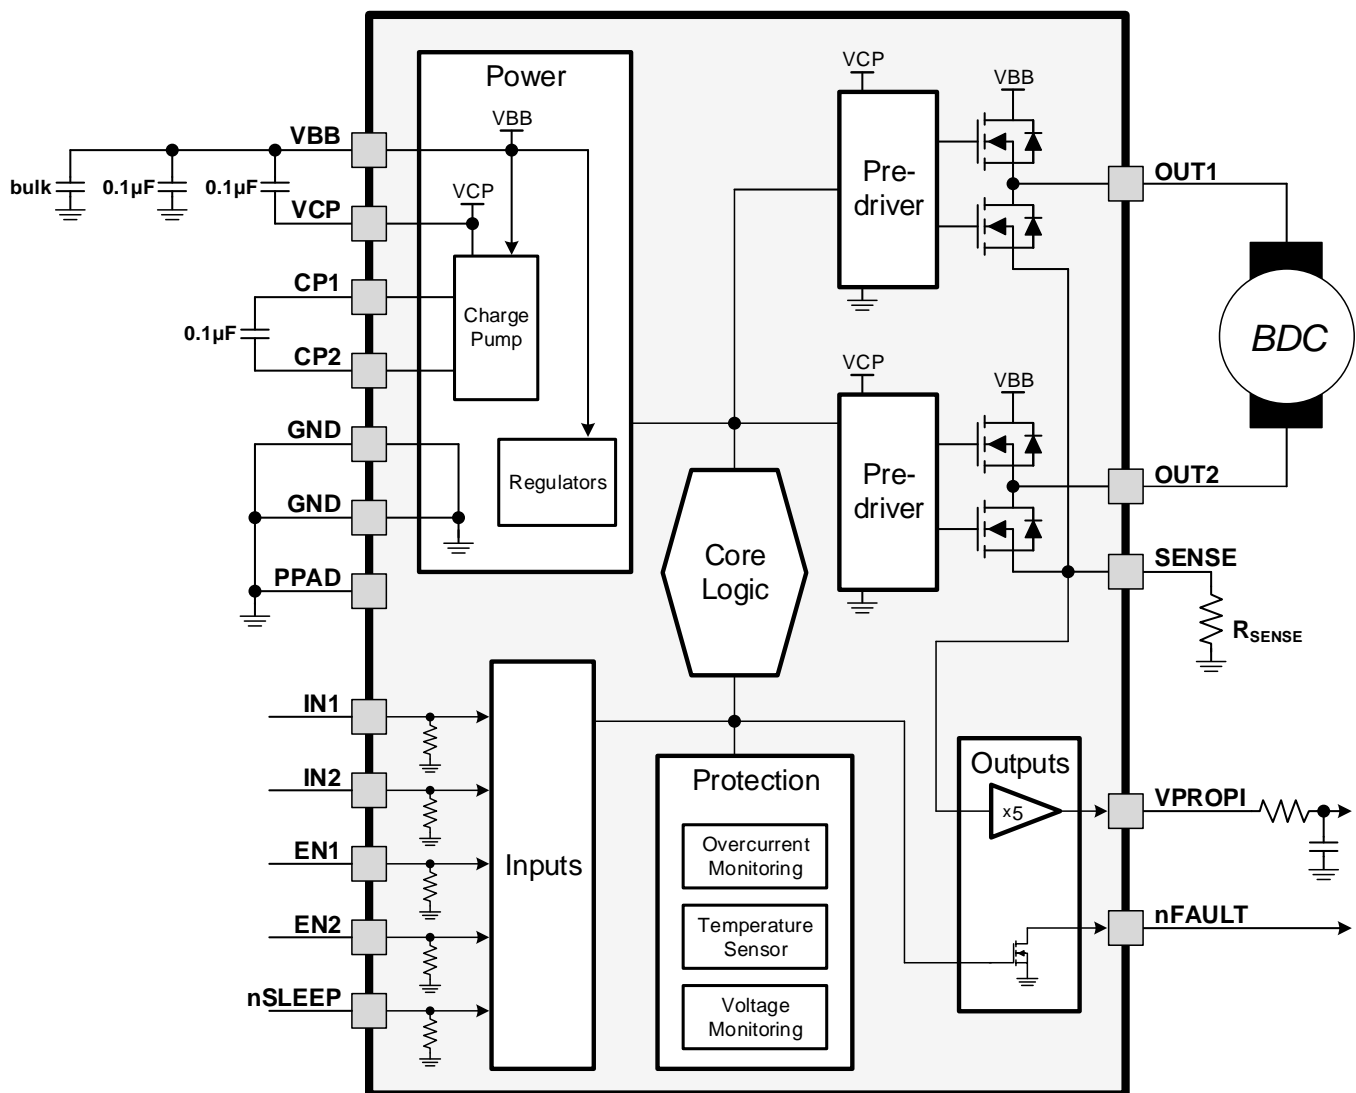 Power
VBB
VBB
bulk
0.1µF
0.1µF
VCP
VCP
CP1
0.1µF
CP2
Charge
Pump
GND
GND
Regulators
PPAD
VCP
VBB
Pre-
driver
OUT1
BDC
VCP
VBB
Pre-
driver
OUT2
SENSE
RSENSE
Core
Logic
IN1
IN2
EN1
EN2
nSLEEP
Inputs
Protection
Overcurrent
Monitoring
Temperature
Sensor
Voltage
Monitoring
Outputs
x5
VPROPI
nFAULT